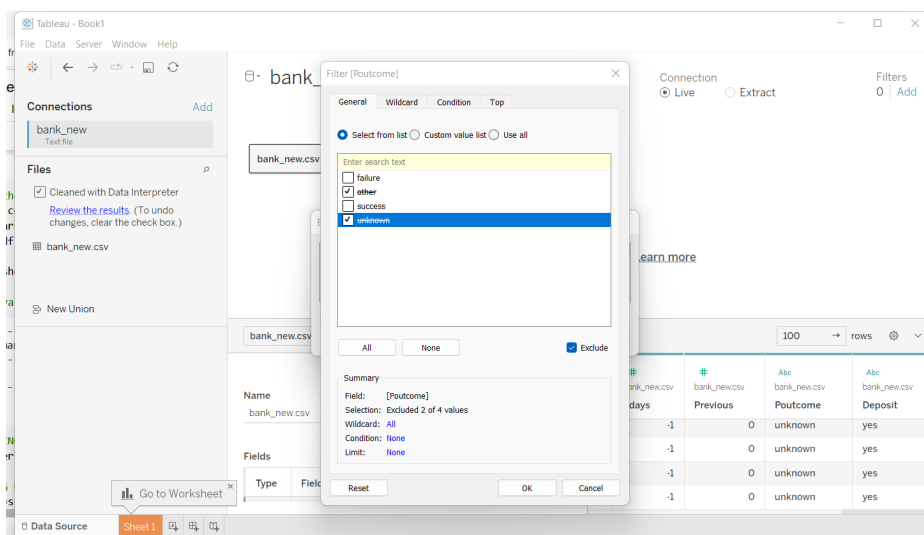 Tableau - Book1
File Data Server Window Help
Connections Add
bank_new
Text file
Files
Cleaned with Data Interpreter
Review the results. (To undo
changes, clear the check box.)
bank_new.csv
New Union
Go to Worksheet
Data Source
Sheet 1
bank_
bank_new.csv
Connection
Live Extract
Filters
0 Add
Learn more
Filter [Poutcome]
General Wildcard Condition Top
Select from list Custom value list Use all
Enter search text
failure
other
success
unknown
All None Exclude
Summary
Field: [Poutcome]
Selection: Excluded 2 of 4 values
Wildcard: All
Condition: None
Limit: None
Reset OK Cancel
bank_new.csv
100 → rows
Name
bank_new.csv
Fields
Type
# # Abc Abc
bank_new.csv bank_new.csv bank_new.csv
days Previous Poutcome Deposit
-1 0 unknown yes
-1 0 unknown yes
-1 0 unknown yes
-1 0 unknown yes